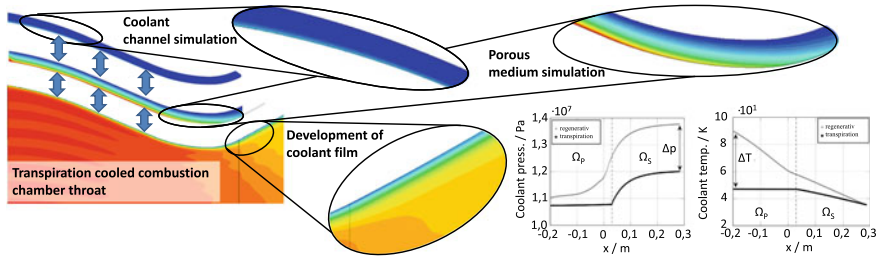 Coolant
channel simulation
Porous
medium simulation
Development of
coolant film
Transpiration cooled combustion
chamber throat
10⁷
1,4
1,3
1,2
1,1
1,0
Coolant press. / Pa
regenerativ
transpiration
Ω_P
Ω_S
Δp
-0,2 -0,1 0 0,1 0,2 0,3
x / m
10¹
10
8
6
4
2
0
Coolant temp. / K
regenerativ
transpiration
ΔT
Ω_P
Ω_S
-0,2 -0,1 0 0,1 0,2 0,3
x / m